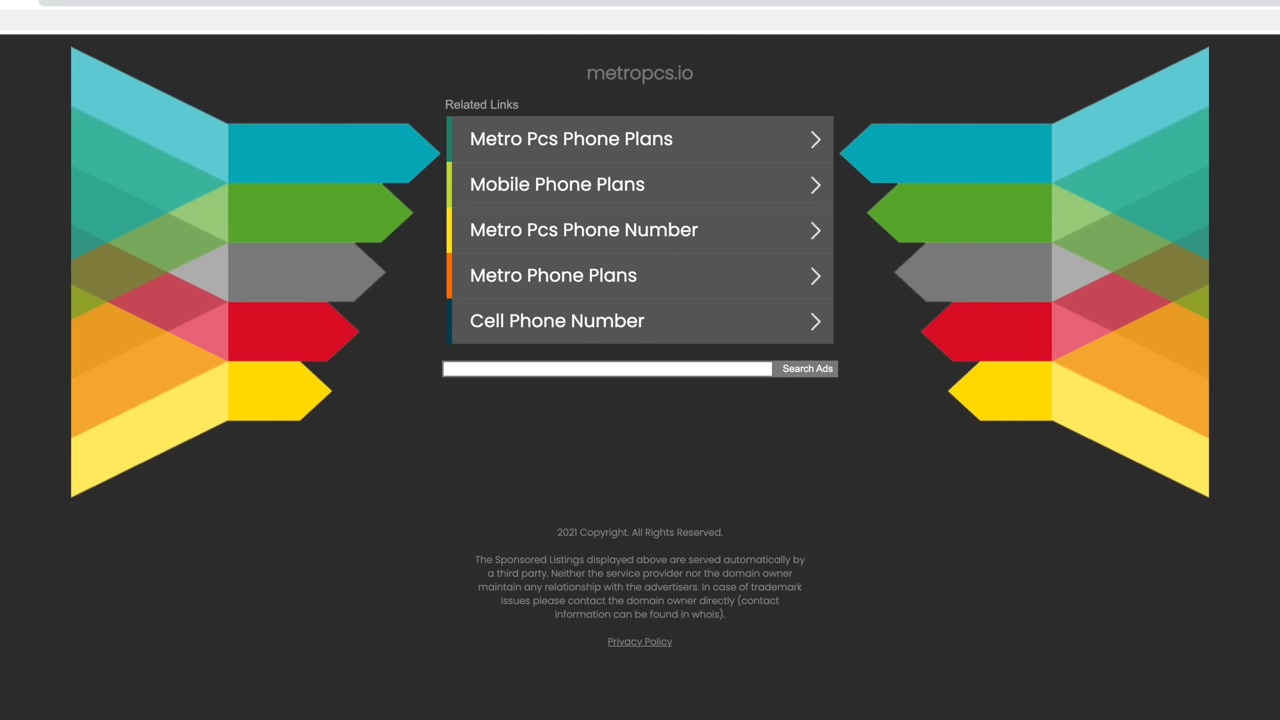 metropcs.io
Related Links
Metro Pcs Phone Plans
Mobile Phone Plans
Metro Pcs Phone Number
Metro Phone Plans
Cell Phone Number
Search Ads
2021 Copyright. All Rights Reserved.
The Sponsored Listings displayed above are served automatically by
a third party. Neither the service provider nor the domain owner
maintain any relationship with the advertisers. In case of trademark
issues please contact the domain owner directly (contact
information can be found in whois).
Privacy Policy